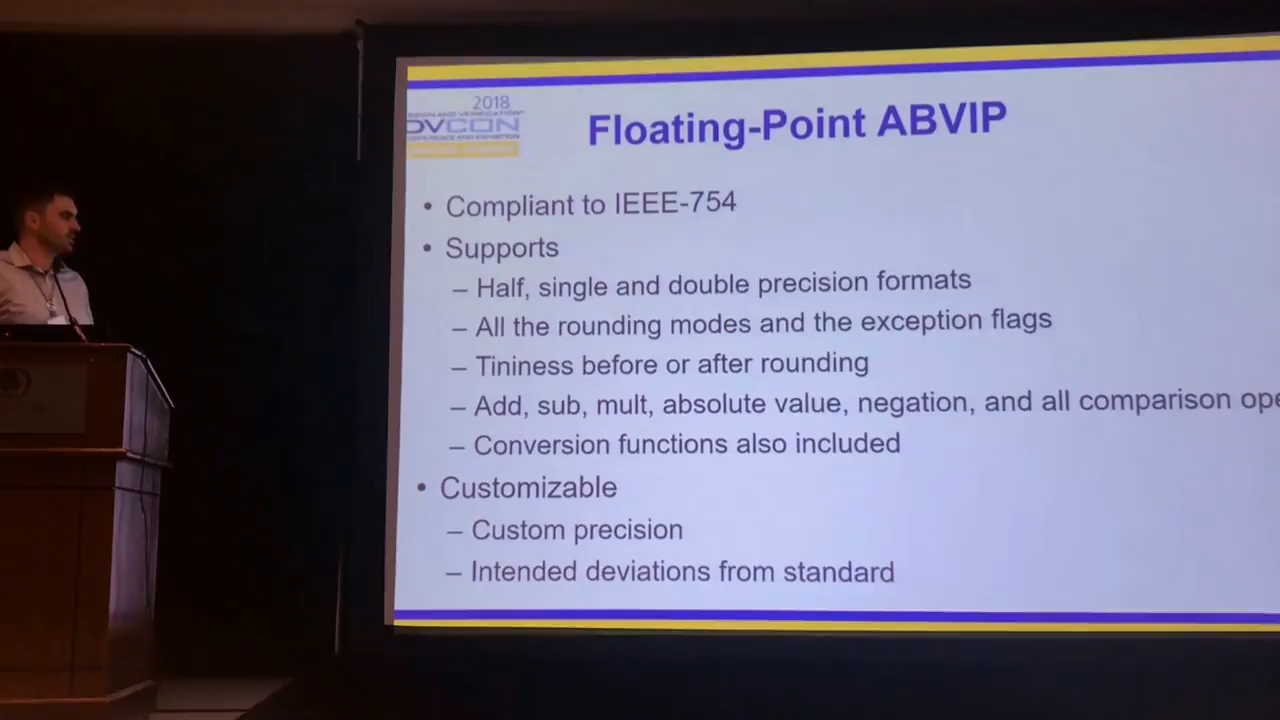 2018
DVCON
Floating-Point ABVIP
• Compliant to IEEE-754
• Supports
– Half, single and double precision formats
– All the rounding modes and the exception flags
– Tininess before or after rounding
– Add, sub, mult, absolute value, negation, and all comparison ope
– Conversion functions also included
• Customizable
– Custom precision
– Intended deviations from standard